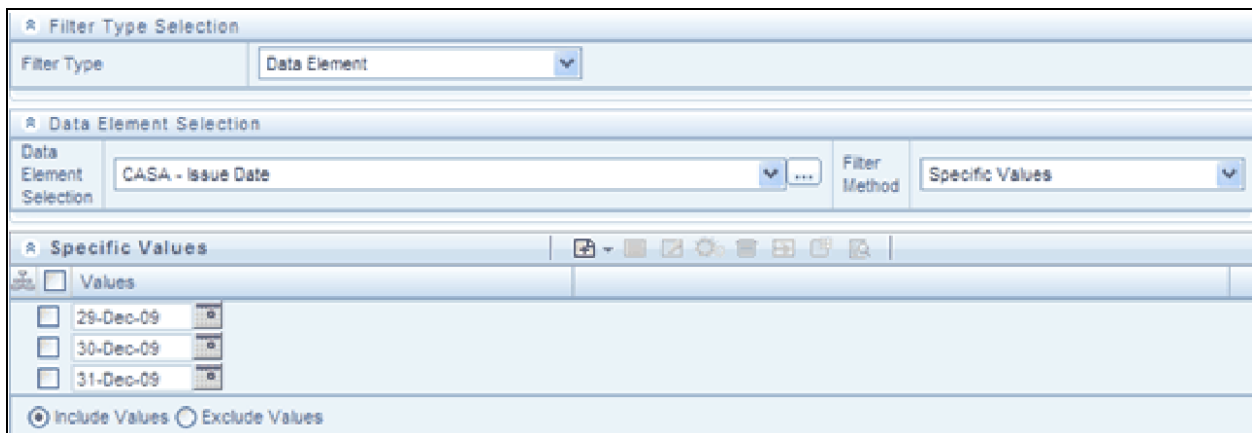 Filter Type Selection
Filter Type
Data Element
Data Element Selection
Data
Element
Selection
CASA - Issue Date
...
Filter
Method
Specific Values
Specific Values
Values
29-Dec-09
30-Dec-09
31-Dec-09
Include Values Exclude Values